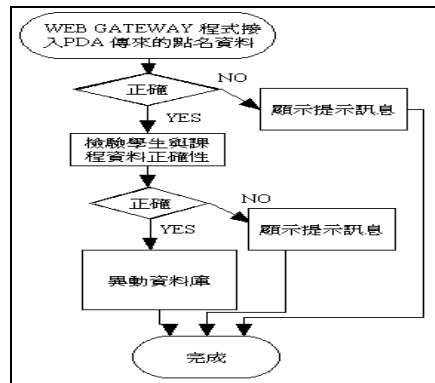 WEB GATEWAY 程式接
入PDA 傳來的點名資料
正確
NO
顯示提示訊息
YES
檢驗學生與課
程資料正確性
正確
NO
顯示提示訊息
YES
異動資料庫
完成